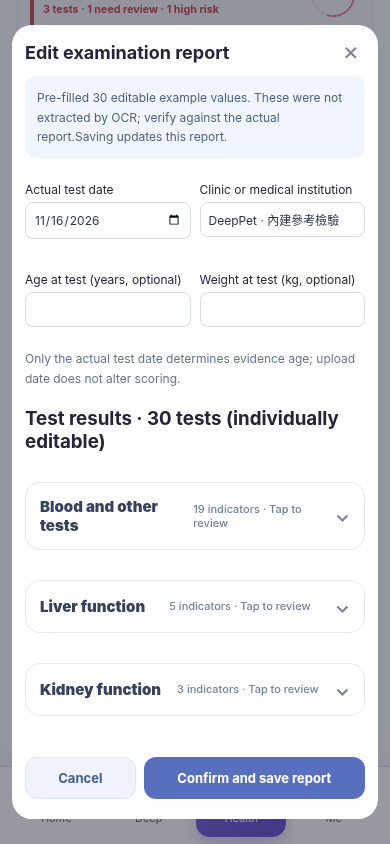 3 tests · 1 need review · 1 high risk
Edit examination report
Pre-filled 30 editable example values. These were not
extracted by OCR; verify against the actual
report.Saving updates this report.
Actual test date
Clinic or medical institution
11/16/2026
DeepPet · 內建參考檢驗
Age at test (years, optional)
Weight at test (kg, optional)
Only the actual test date determines evidence age; upload
date does not alter scoring.
Test results · 30 tests (individually
editable)
Blood and other
tests
19 indicators · Tap to
review
Liver function
5 indicators · Tap to review
Kidney function
3 indicators · Tap to review
Cancel
Confirm and save report
Home
Deep
Health
Me